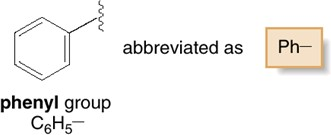 abbreviated as
Ph—
phenyl group
C₆H₅—